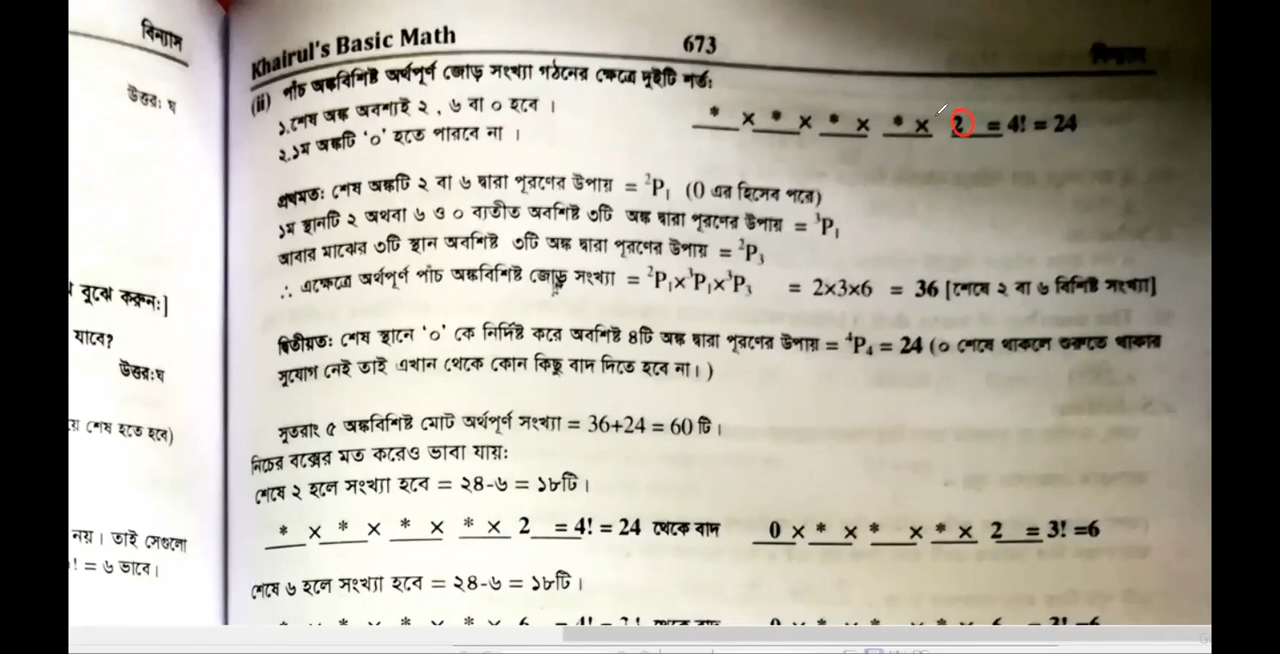 বিন্যাস
উত্তর: ঘ
বুঝে করুন:]
যাবে?
উত্তর:ঘ
শেষ হতে হবে)
নয়। তাই সেগুলো
! = ৬ ভাবে।
Khairul's Basic Math 673 বিন্যাস
(ii) পাঁচ অঙ্কবিশিষ্ট অর্থপূর্ণ জোড় সংখ্যা গঠনের ক্ষেত্রে দুইটি শর্ত:
১.শেষ অঙ্ক অবশ্যই ২, ৬ বা ০ হবে।
* × * × * × * × 2 = 4! = 24
২.১ম অঙ্কটি '০' হতে পারবে না।
প্রথমত: শেষ অঙ্কটি ২ বা ৬ দ্বারা পূরণের উপায় = ²P₁ (0 এর হিসেব পরে)
১ম স্থানটি ২ অথবা ৬ ও ০ ব্যতীত অবশিষ্ট ৩টি অঙ্ক দ্বারা পূরণের উপায় = ³P₁
আবার মাঝের ৩টি স্থান অবশিষ্ট ৩টি অঙ্ক দ্বারা পূরণের উপায় = ²P₃
∴ এক্ষেত্রে অর্থপূর্ণ পাঁচ অঙ্কবিশিষ্ট জোড় সংখ্যা = ²P₁×³P₁×³P₃ = 2×3×6 = 36 [শেষে ২ বা ৬ বিশিষ্ট সংখ্যা]
দ্বিতীয়ত: শেষ স্থানে '০' কে নির্দিষ্ট করে অবশিষ্ট ৪টি অঙ্ক দ্বারা পূরণের উপায় = ⁴P₄ = 24 (০ শেষে থাকলে শুরুতে থাকার
সুযোগ নেই তাই এখান থেকে কোন কিছু বাদ দিতে হবে না।)
সুতরাং ৫ অঙ্কবিশিষ্ট মোট অর্থপূর্ণ সংখ্যা = 36+24 = 60 টি।
নিচের বক্সের মত করেও ভাবা যায়:
শেষে ২ হলে সংখ্যা হবে = ২৪-৬ = ১৮টি।
* × * × * × * × 2 = 4! = 24 থেকে বাদ 0 × * × * × * × 2 = 3! =6
শেষে ৬ হলে সংখ্যা হবে = ২৪-৬ = ১৮টি।